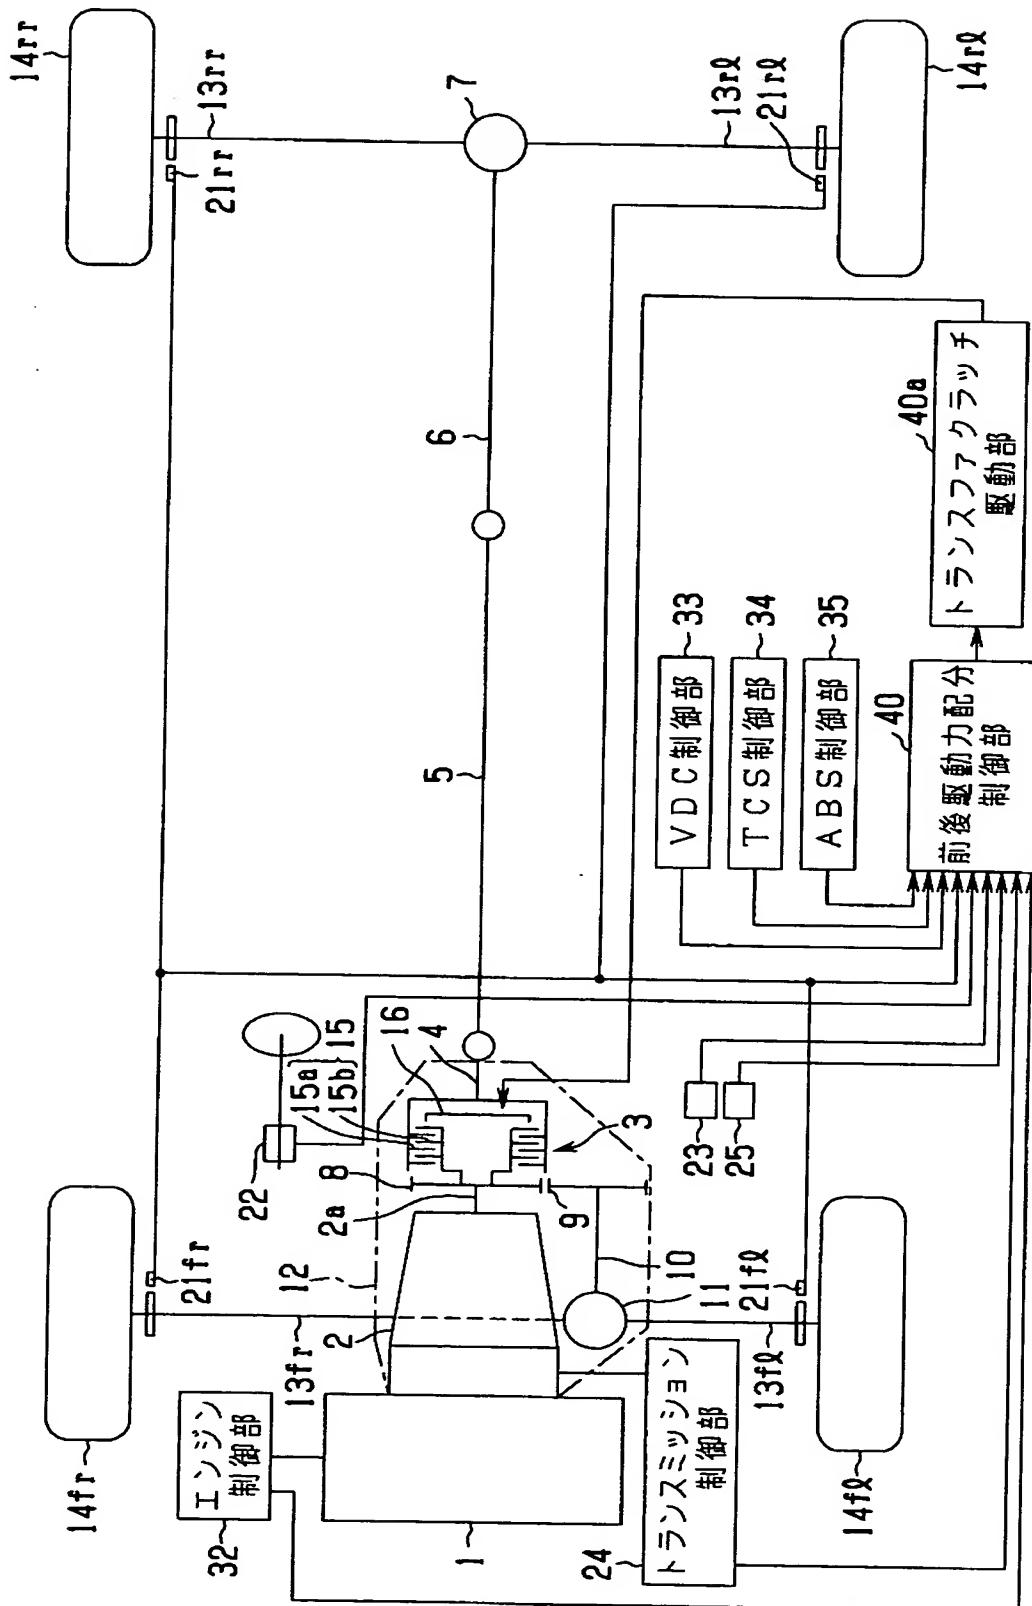 14rr
13rr
21rr
7
13rℓ
21rℓ
14rℓ
6
5
トランスファクラッチ
駆動部
40a
VDC制御部
33
TCS制御部
34
ABS制御部
35
前後駆動力配分
制御部
40
22
15
15a
15b
16
4
8
2a
3
9
23
25
12
10
11
21fr
21fℓ
2
13fr
13fℓ
14fr
14fℓ
エンジン
制御部
32
1
トランスミッション
制御部
24